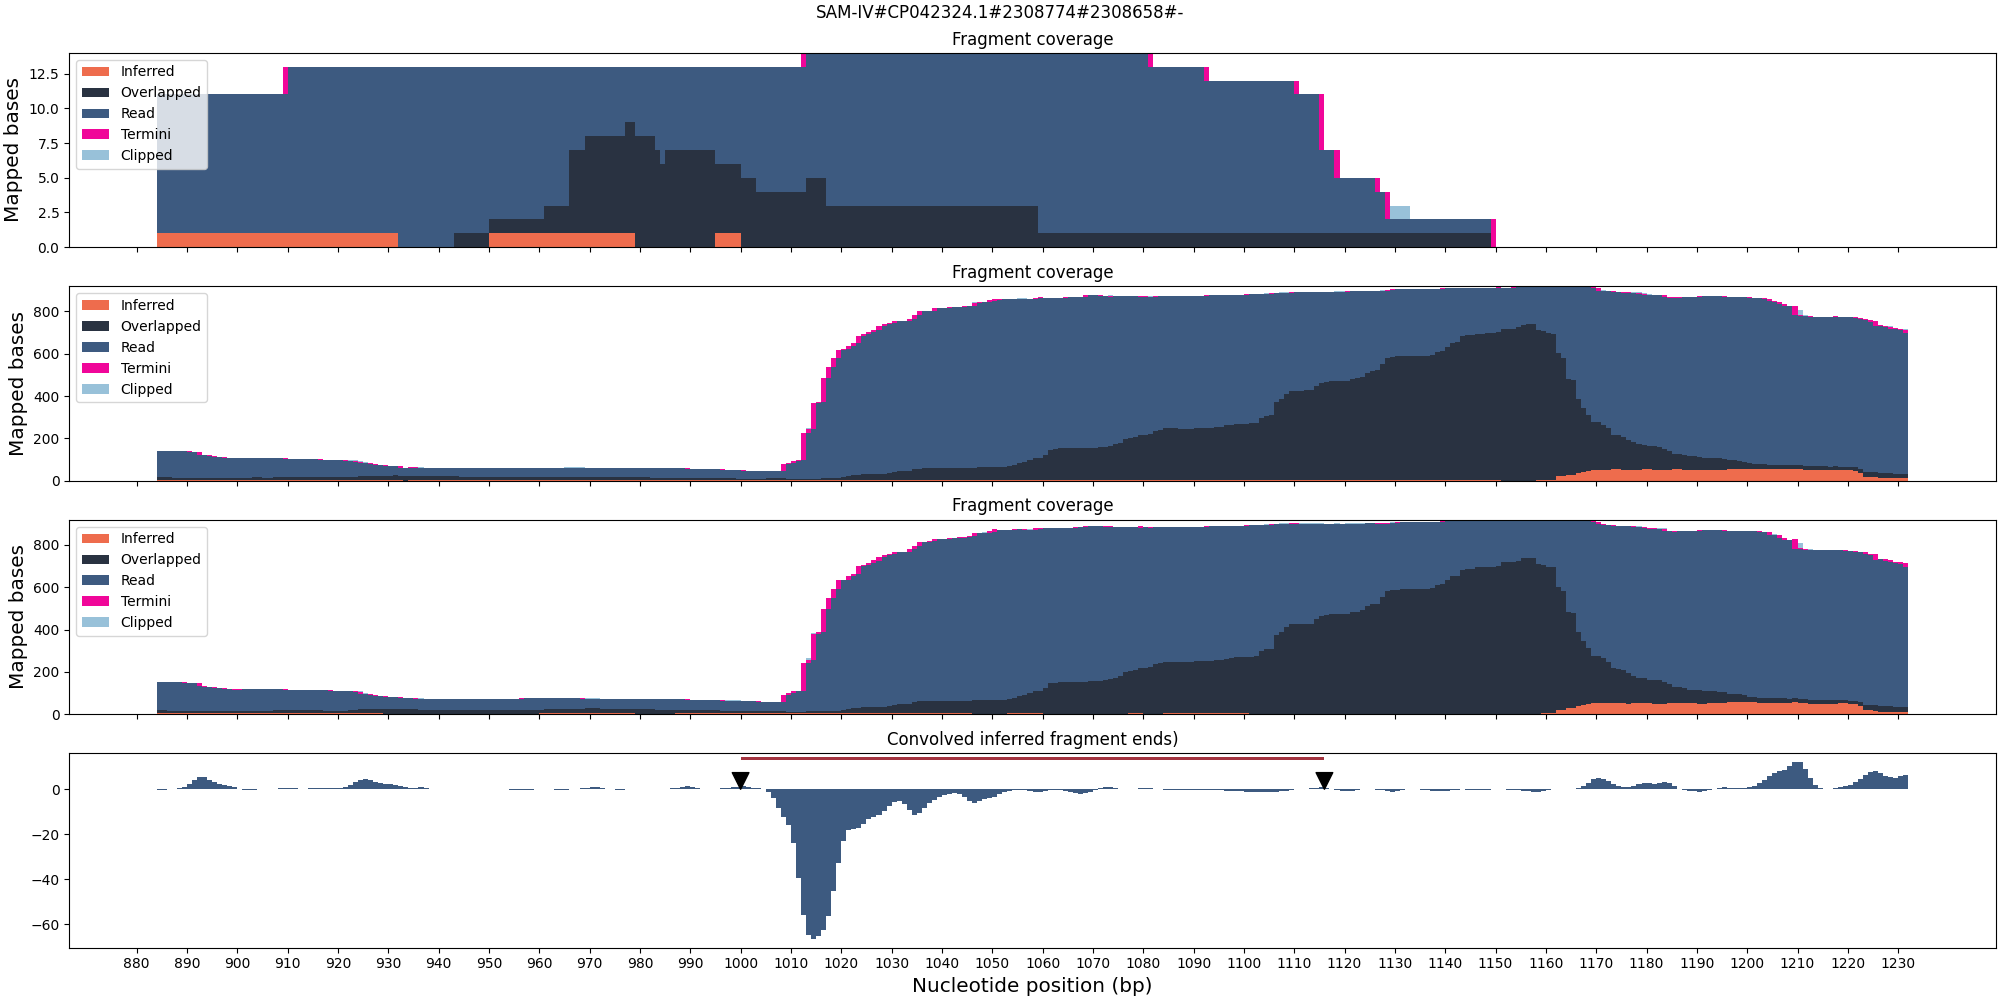 SAM-IV#CP042324.1#2308774#2308658#-
Fragment coverage
Mapped bases
12.5
10.0
7.5
5.0
2.5
0.0
Inferred
Overlapped
Read
Termini
Clipped
Fragment coverage
Mapped bases
800
600
400
200
0
Inferred
Overlapped
Read
Termini
Clipped
Fragment coverage
Mapped bases
800
600
400
200
0
Inferred
Overlapped
Read
Termini
Clipped
Convolved inferred fragment ends)
0
−20
−40
−60
880 890 900 910 920 930 940 950 960 970 980 990 1000 1010 1020 1030 1040 1050 1060 1070 1080 1090 1100 1110 1120 1130 1140 1150 1160 1170 1180 1190 1200 1210 1220 1230
Nucleotide position (bp)